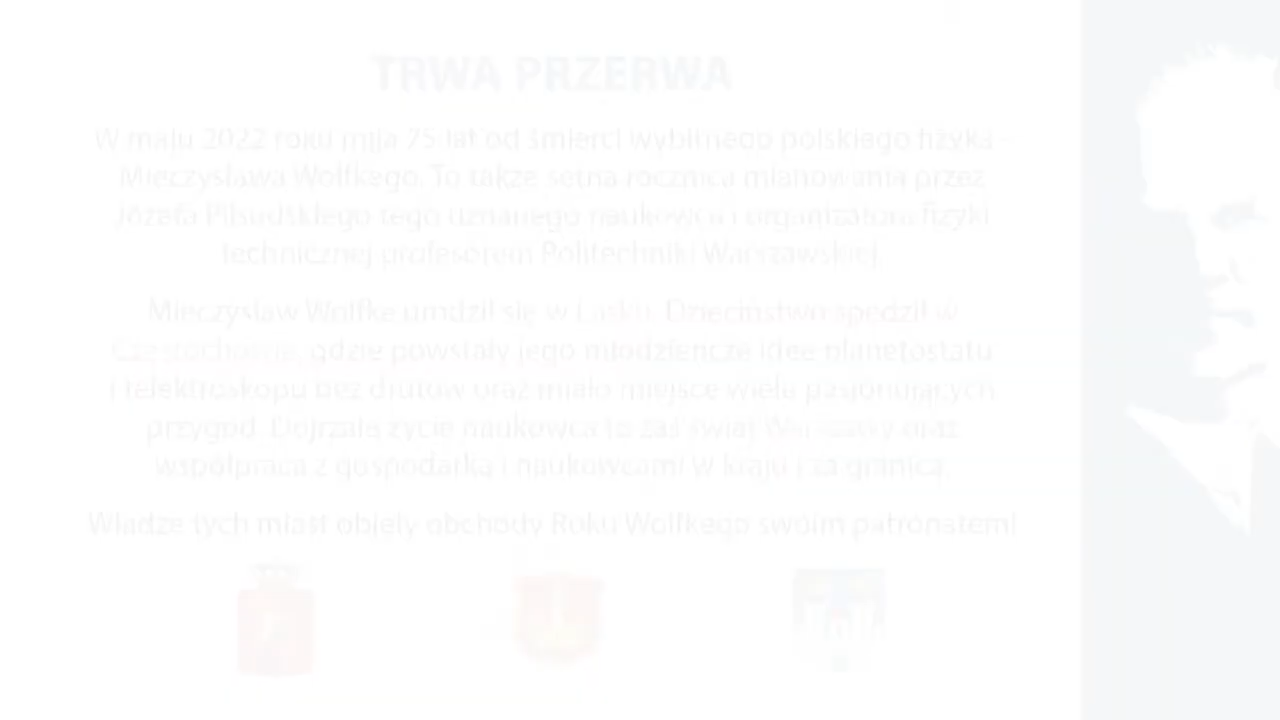 TRWA PRZERWA
W maju 2022 roku mija 75 lat od śmierci wybitnego polskiego fizyka –
Mieczysława Wolfkego. To także setna rocznica mianowania przez
Józefa Piłsudskiego tego uznanego naukowca i organizatora fizyki
technicznej profesorem Politechniki Warszawskiej.
Mieczysław Wolfke urodził się w Łasku. Dzieciństwo spędził w
Częstochowie, gdzie powstały jego młodzieńcze idee planetostatu
i telektroskopu bez drutów oraz miało miejsce wiele pasjonujących
przygód. Dojrzałe życie naukowca to zaś świat Warszawy oraz
współpraca z gospodarką i naukowcami w kraju i za granicą.
Władze tych miast objęły obchody Roku Wolfkego swoim patronatem!